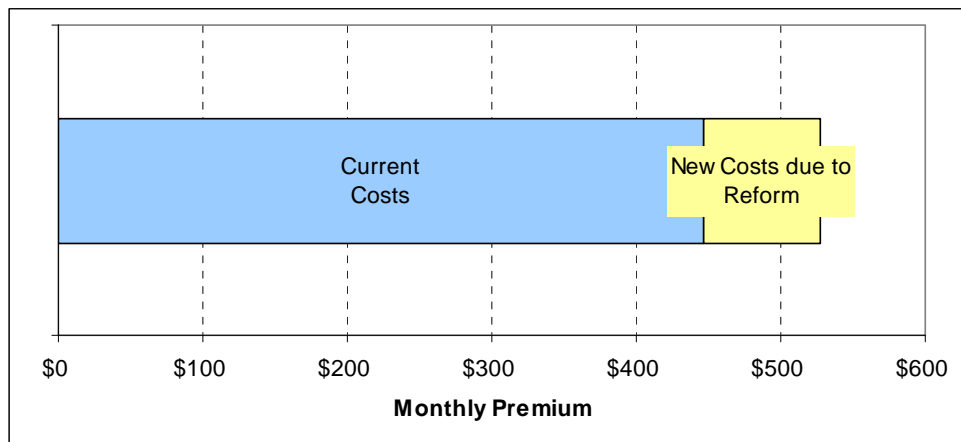 Current
Costs
New Costs due to
Reform
$0
$100
$200
$300
$400
$500
$600
Monthly Premium